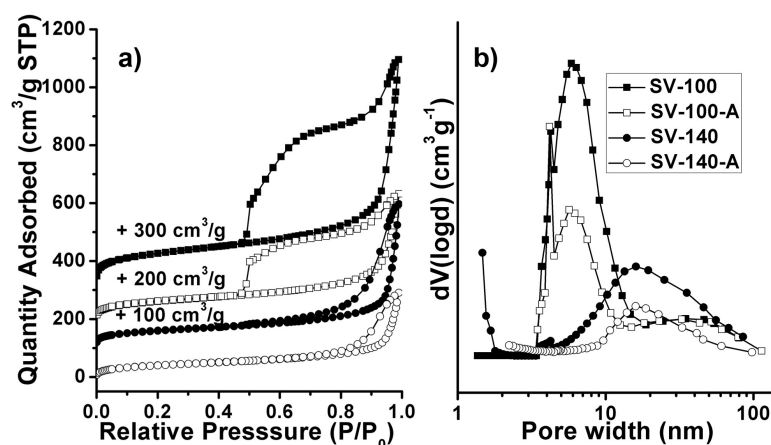 a)
Quantity Adsorbed (cm³/g STP)
1200
1000
800
600
400
200
0
+ 300 cm³/g
+ 200 cm³/g
+ 100 cm³/g
0.0 0.2 0.4 0.6 0.8 1.0
Relative Presssure (P/P₀)
b)
dV(logd) (cm³g⁻¹)
SV-100
SV-100-A
SV-140
SV-140-A
1 10 100
Pore width (nm)